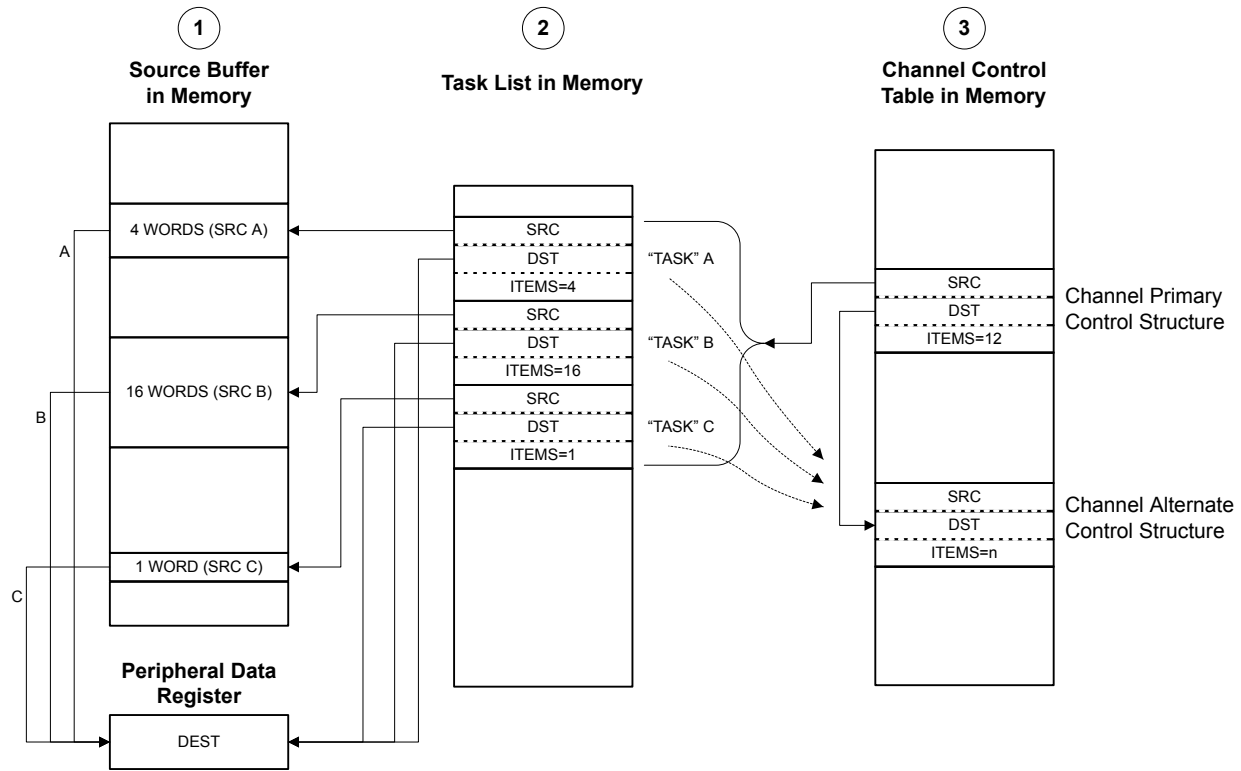 1
Source Buffer
in Memory
4 WORDS (SRC A)
16 WORDS (SRC B)
1 WORD (SRC C)
A
B
C
Peripheral Data
Register
DEST
2
Task List in Memory
SRC
DST
ITEMS=4
SRC
DST
ITEMS=16
SRC
DST
ITEMS=1
“TASK” A
“TASK” B
“TASK” C
3
Channel Control
Table in Memory
SRC
DST
ITEMS=12
Channel Primary
Control Structure
SRC
DST
ITEMS=n
Channel Alternate
Control Structure